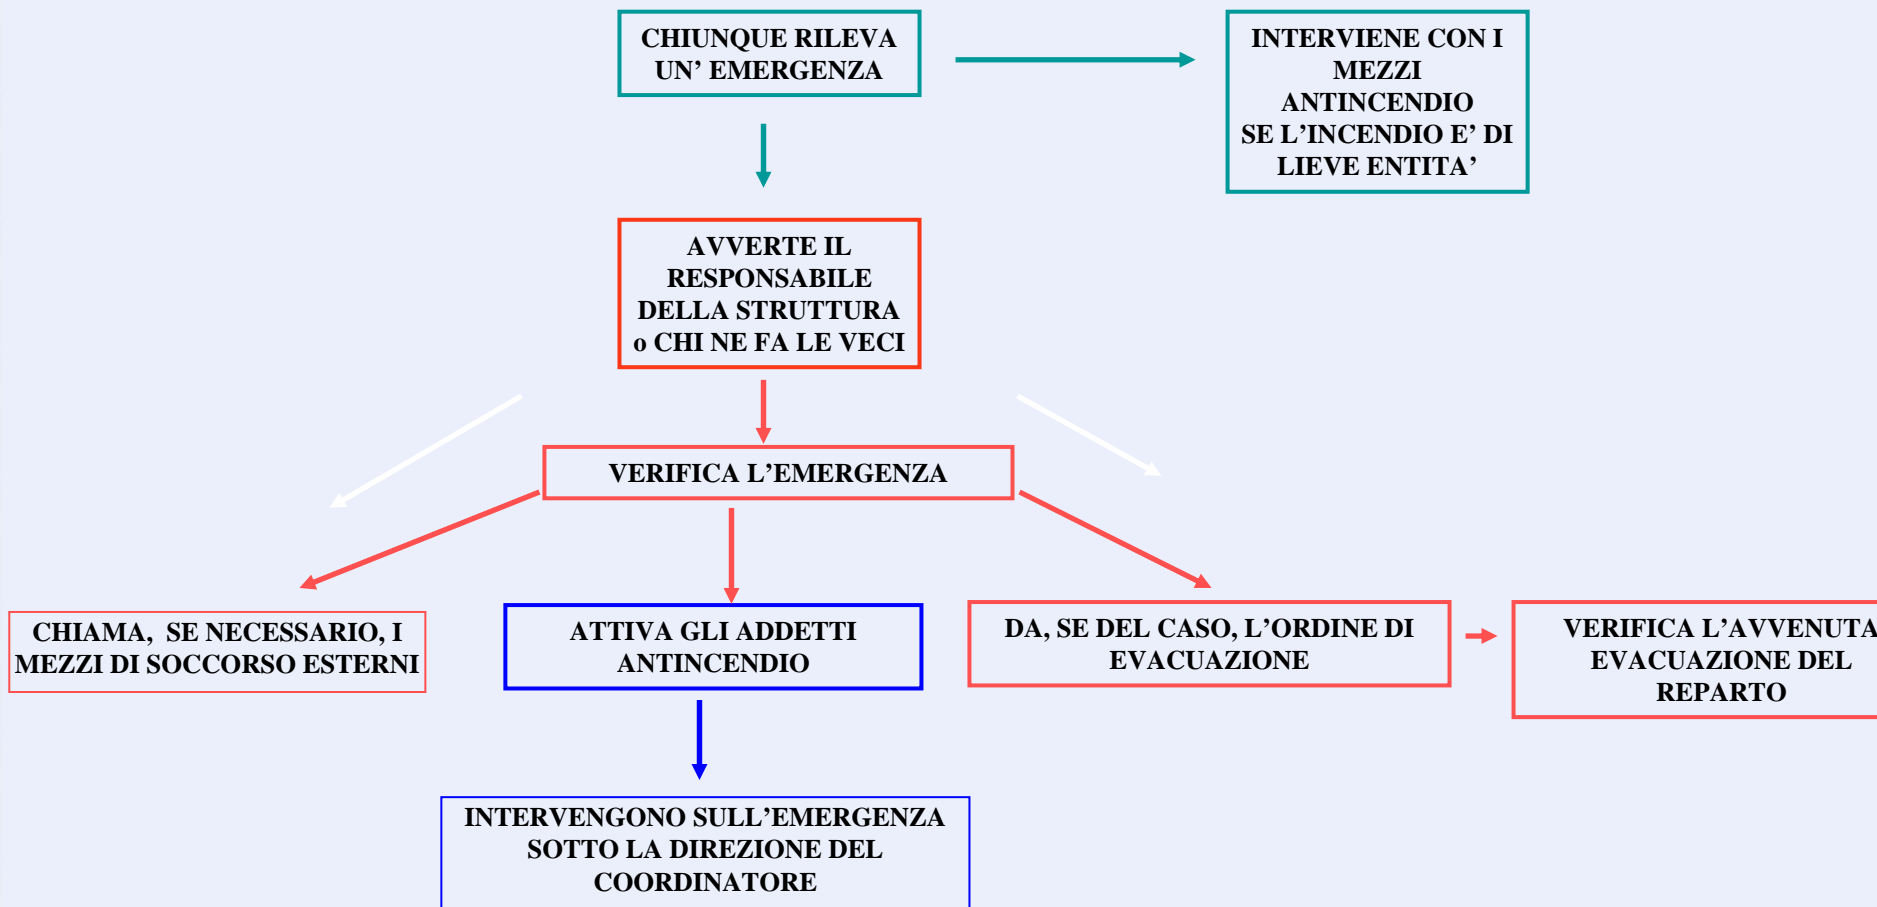 CHIUNQUE RILEVA
UN’ EMERGENZA
INTERVIENE CON I
MEZZI
ANTINCENDIO
SE L’INCENDIO E’ DI
LIEVE ENTITA’
AVVERTE IL
RESPONSABILE
DELLA STRUTTURA
o CHI NE FA LE VECI
VERIFICA L’EMERGENZA
CHIAMA, SE NECESSARIO, I
MEZZI DI SOCCORSO ESTERNI
ATTIVA GLI ADDETTI
ANTINCENDIO
DA, SE DEL CASO, L’ORDINE DI
EVACUAZIONE
VERIFICA L’AVVENUTA
EVACUAZIONE DEL
REPARTO
INTERVENGONO SULL’EMERGENZA
SOTTO LA DIREZIONE DEL
COORDINATORE